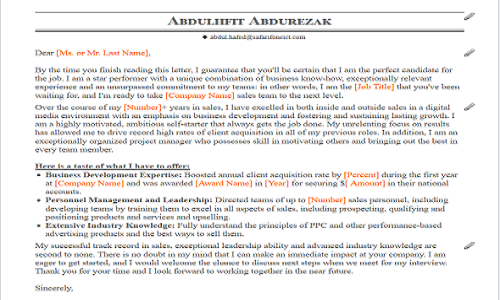 ABDULHFIT ABDUREZAK
Dear [Ms. or Mr. Last Name],
By the time you finish reading this letter, I guarantee that you'll be certain that I am the perfect candidate for
the job. I am a star performer with a unique combination of business know-how, exceptionally relevant
experience and an unsurpassed commitment to my teams: in other words, I am the [Job Title] that you've been
waiting for, and I'm ready to take [Company Name] sales team to the next level.
Over the course of my [Number]+ years in sales, I have excelled in both inside and outside sales in a digital
media environment with an emphasis on business development and fostering and sustaining lasting growth. I
am a highly motivated, ambitious self-starter that always gets the job done. My unrelenting focus on results
has allowed me to drive record high rates of client acquisition in all of my previous roles. In addition, I am an
exceptionally organized project manager who possesses skill in motivating others and bringing out the best in
every team member.
Here is a taste of what I have to offer:
• Business Development Expertise: Boosted annual client acquisition rate by [Percent] during the first year
at [Company Name] and was awarded [Award Name] in [Year] for securing $[ Amount] in their national
accounts.
• Personnel Management and Leadership: Directed teams of up to [Number] sales personnel, including
developing teams by training them to excel in all aspects of sales, including prospecting, qualifying and
positioning products and services and upselling.
• Extensive Industry Knowledge: Fully understand the principles of PPC and other performance-based
advertising products and the best ways to sell them.
My successful track record in sales, exceptional leadership ability and advanced industry knowledge are
second to none. There is no doubt in my mind that I can make an immediate impact at your company. I am
eager to get started, and I would welcome the chance to discuss next steps when we meet for my interview.
Thank you for your time and I look forward to working together in the near future.
Sincerely,